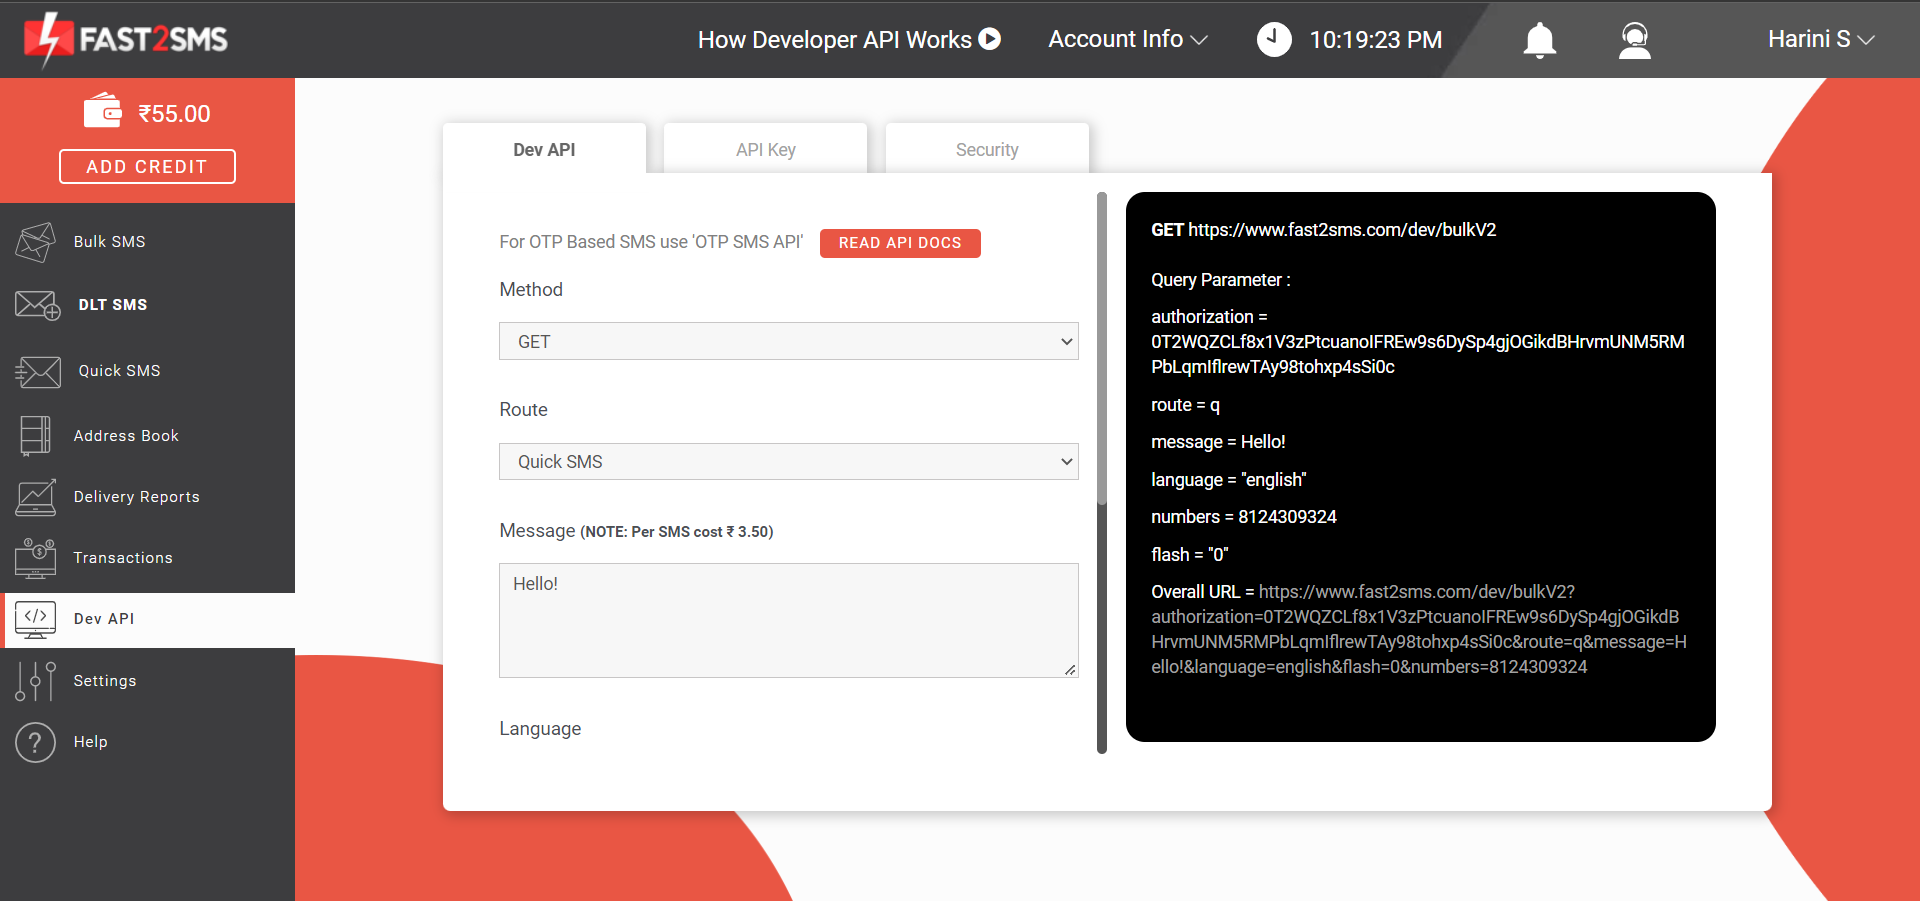 FAST2SMS
How Developer API Works
Account Info
10:19:23 PM
Harini S
₹55.00
ADD CREDIT
Bulk SMS
DLT SMS
Quick SMS
Address Book
Delivery Reports
Transactions
Dev API
Settings
Help
Dev API
API Key
Security
For OTP Based SMS use 'OTP SMS API'
READ API DOCS
Method
GET
Route
Quick SMS
Message (NOTE: Per SMS cost ₹ 3.50)
Hello!
Language
GET https://www.fast2sms.com/dev/bulkV2
Query Parameter :
authorization =
0T2WQZCLf8x1V3zPtcuanoIFREw9s6DySp4gjOGikdBHrvmUNM5RM
PbLqmIflrewTAy98tohxp4sSi0c
route = q
message = Hello!
language = "english"
numbers = 8124309324
flash = "0"
Overall URL = https://www.fast2sms.com/dev/bulkV2?
authorization=0T2WQZCLf8x1V3zPtcuanoIFREw9s6DySp4gjOGikdB
HrvmUNM5RMPbLqmIflrewTAy98tohxp4sSi0c&route=q&message=H
ello!&language=english&flash=0&numbers=8124309324